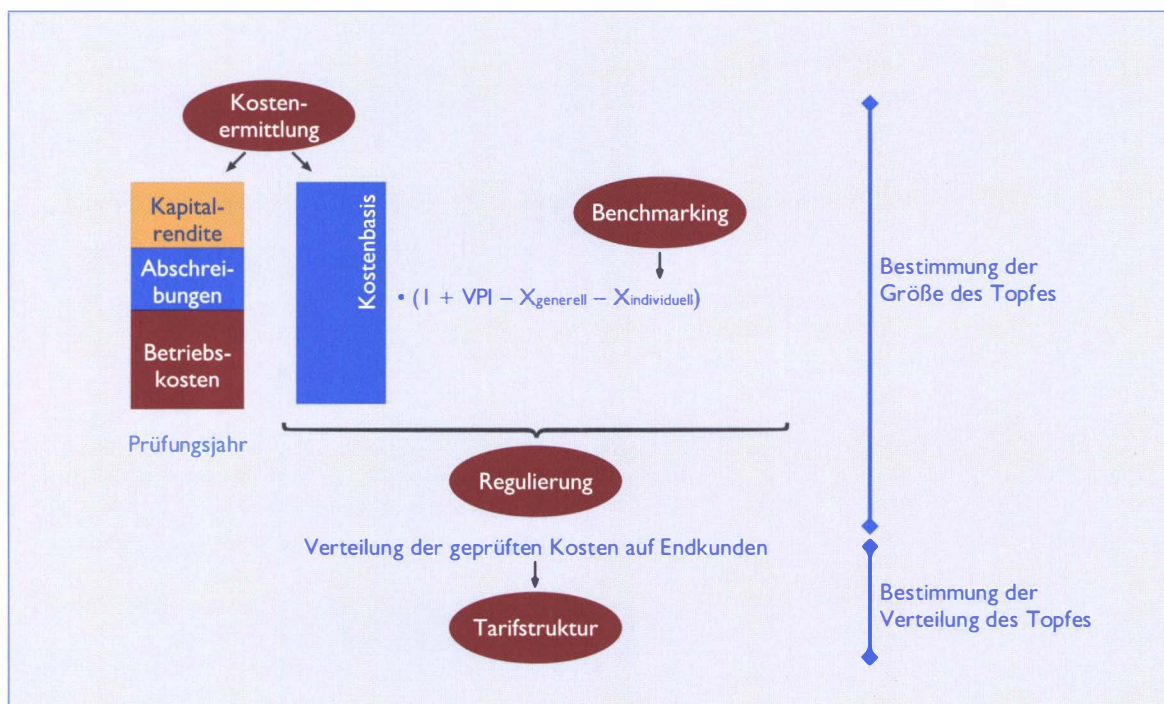 Kosten-
ermittlung
Kapital-
rendite
Abschrei-
bungen
Betriebs-
kosten
Prüfungsjahr
Kostenbasis
Benchmarking
• (1 + VPI – Xgenerell – Xindividuell)
Regulierung
Verteilung der geprüften Kosten auf Endkunden
Tarifstruktur
Bestimmung der
Größe des Topfes
Bestimmung der
Verteilung des Topfes